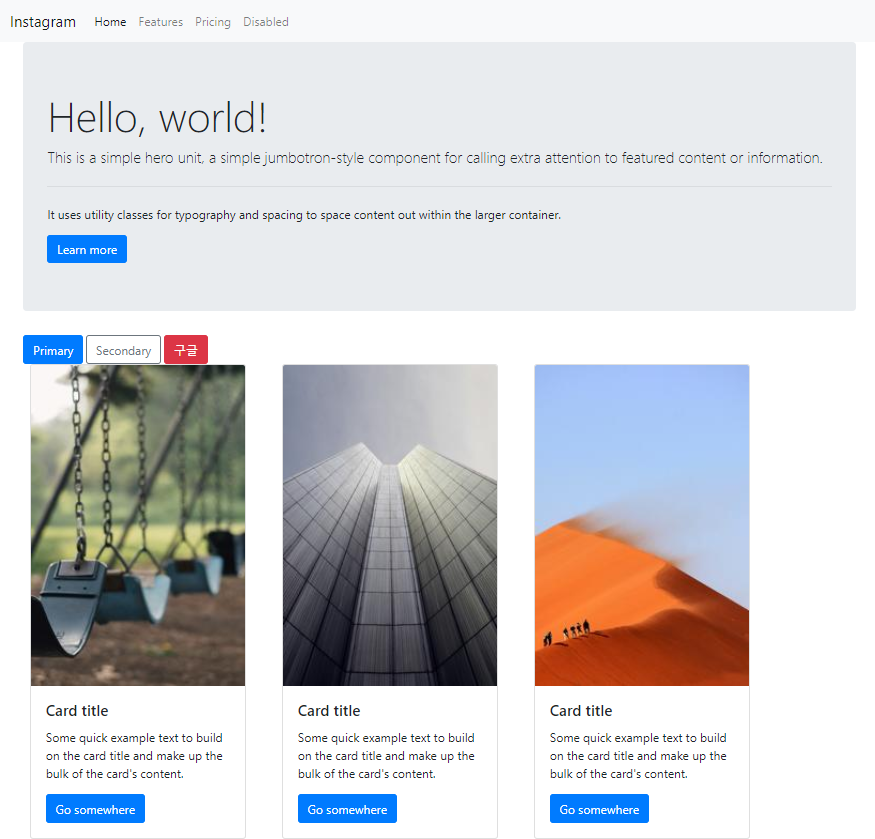 Instagram Home Features Pricing Disabled
Hello, world!
This is a simple hero unit, a simple jumbotron-style component for calling extra attention to featured content or information.
It uses utility classes for typography and spacing to space content out within the larger container.
Learn more
Primary Secondary 구글
Card title
Some quick example text to build
on the card title and make up the
bulk of the card's content.
Go somewhere
Card title
Some quick example text to build
on the card title and make up the
bulk of the card's content.
Go somewhere
Card title
Some quick example text to build
on the card title and make up the
bulk of the card's content.
Go somewhere